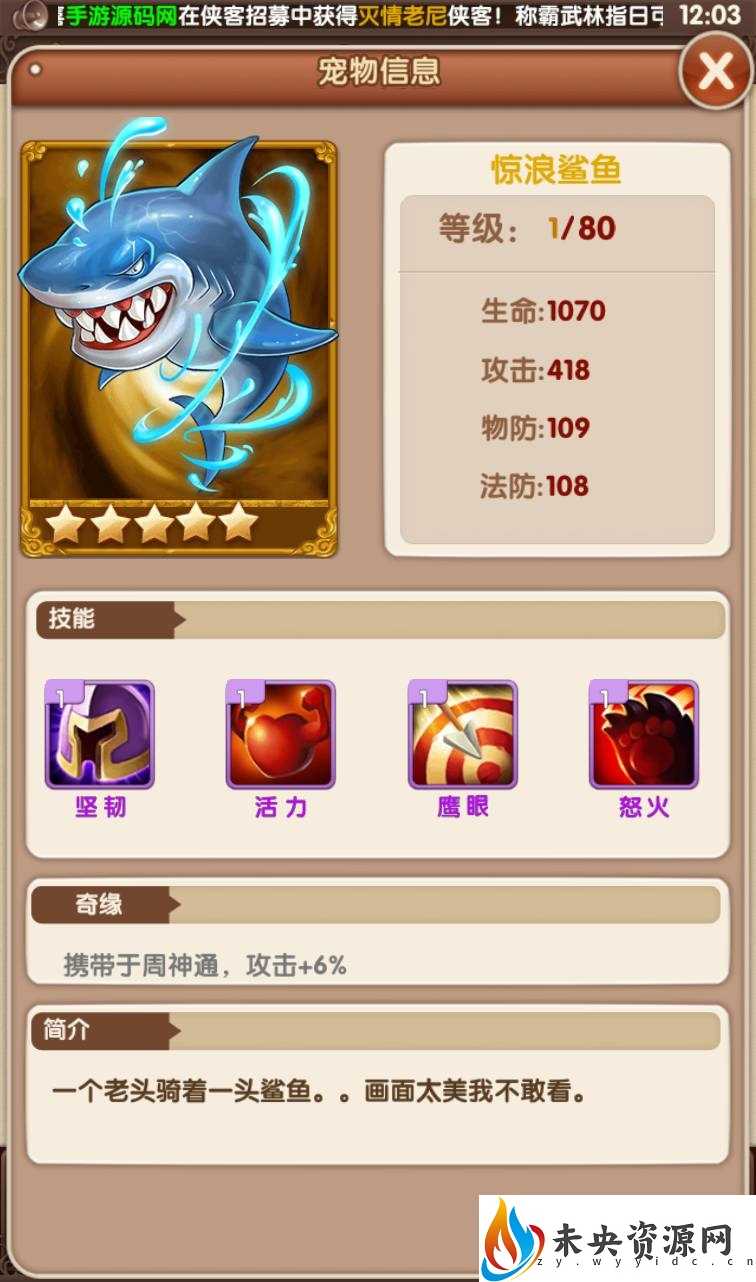 手游源码网在侠客招募中获得灭情老尼侠客！称霸武林指日可 12:03
宠物信息
惊浪鲨鱼
等级： 1/80
生命:1070
攻击:418
物防:109
法防:108
技能
1 1 1 1
坚韧 活力 鹰眼 怒火
奇缘
携带于周神通，攻击+6%
简介
一个老头骑着一头鲨鱼。。画面太美我不敢看。
未央资源网
zy.wyyidc.cn